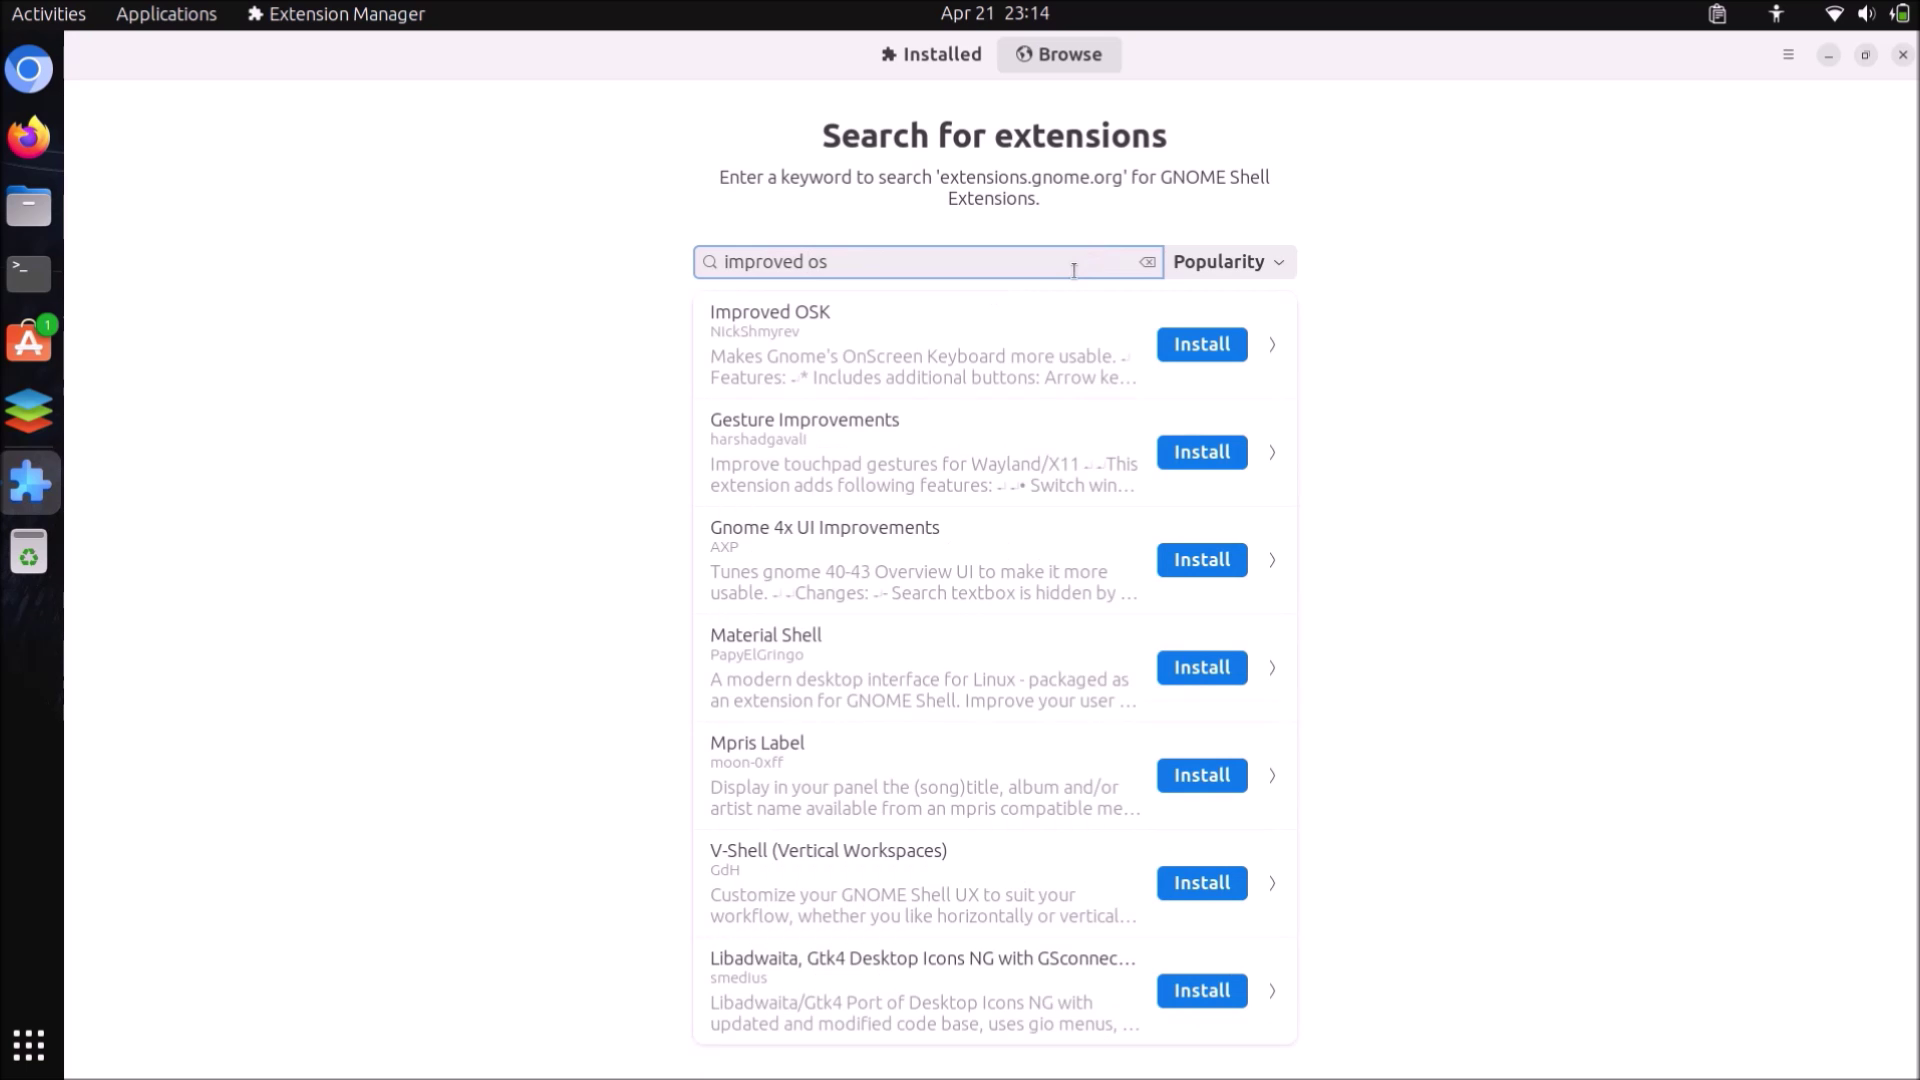 Activities Applications Extension Manager Apr 21 23:14
Installed Browse
Search for extensions
Enter a keyword to search 'extensions.gnome.org' for GNOME Shell
Extensions.
improved os Popularity
Improved OSK
NickShmyrev
Makes Gnome's OnScreen Keyboard more usable.
Features: * Includes additional buttons: Arrow ke...
Install
Gesture Improvements
harshadgavali
Improve touchpad gestures for Wayland/X11 This
extension adds following features: • Switch win...
Install
Gnome 4x UI Improvements
AXP
Tunes gnome 40-43 Overview UI to make it more
usable. Changes: - Search textbox is hidden by ...
Install
Material Shell
PapyElGringo
A modern desktop interface for Linux - packaged as
an extension for GNOME Shell. Improve your user ...
Install
Mpris Label
moon-0xff
Display in your panel the (song)title, album and/or
artist name available from an mpris compatible me...
Install
V-Shell (Vertical Workspaces)
GdH
Customize your GNOME Shell UX to suit your
workflow, whether you like horizontally or vertical...
Install
Libadwaita, Gtk4 Desktop Icons NG with GSconnec...
smedius
Libadwaita/Gtk4 Port of Desktop Icons NG with
updated and modified code base, uses gio menus, ...
Install
>_
1